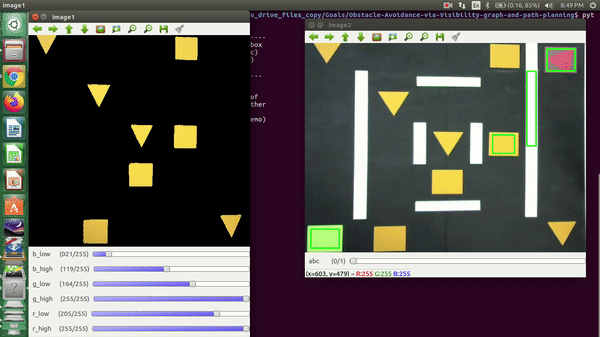 image1
u_drive_files_copy/Goals/Obstacle-Avoidance-via-Visibility-graph-and-path-planning$ pyt
(0:16, 85%)
8:49 PM
image1
box
c)
)
of
ther
emo)
b_low (021/255)
b_high (119/255)
g_low (164/255)
g_high (255/255)
r_low (205/255)
r_high (255/255)
image2
abc (0/1)
(x=603, y=479) ~ R:255 G:255 B:255